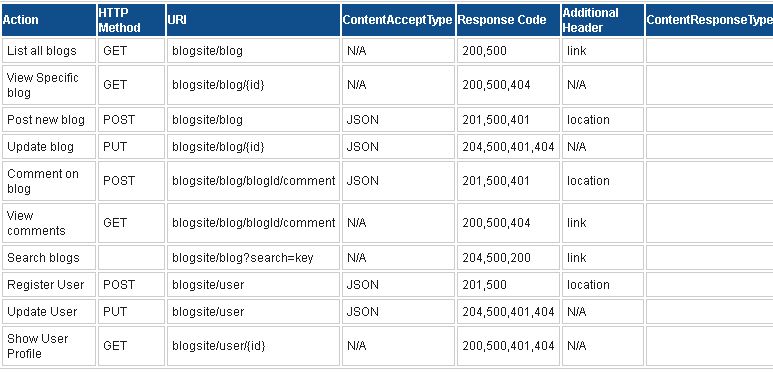 Action HTTP Method URI ContentAcceptType Response Code Additional Header ContentResponseType
List all blogs GET blogsite/blog N/A 200,500 link
View Specific blog GET blogsite/blog/{id} N/A 200,500,404 N/A
Post new blog POST blogsite/blog JSON 201,500,401 location
Update blog PUT blogsite/blog/{id} JSON 204,500,401,404 N/A
Comment on blog POST blogsite/blog/blogId/comment JSON 201,500,401 location
View comments GET blogsite/blog/blogId/comment N/A 200,500,404 link
Search blogs blogsite/blog?search=key N/A 204,500,200 link
Register User POST blogsite/user JSON 201,500 location
Update User PUT blogsite/user JSON 204,500,401,404 N/A
Show User Profile GET blogsite/user/{id} N/A 200,500,401,404 N/A